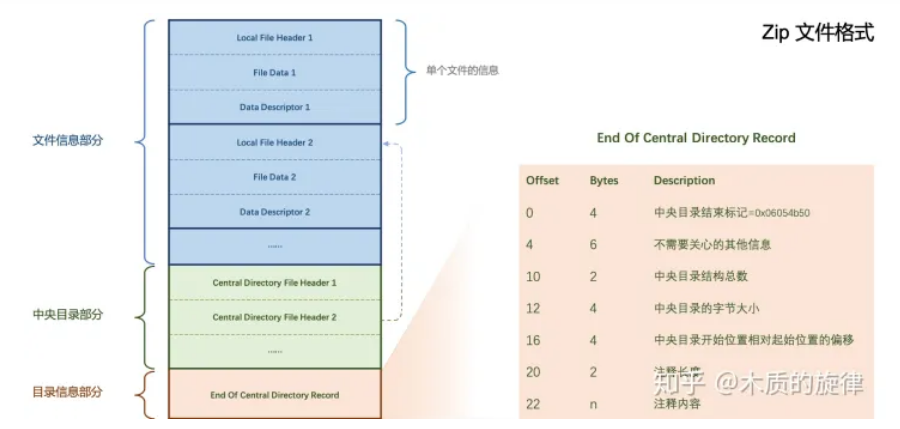 Zip 文件格式
Local File Header 1
File Data 1
Data Descriptor 1
单个文件的信息
文件信息部分
Local File Header 2
File Data 2
Data Descriptor 2
......
Central Directory File Header 1
中央目录部分
Central Directory File Header 2
......
目录信息部分
End Of Central Directory Record
End Of Central Directory Record
Offset Bytes Description
0 4 中央目录结束标记=0x06054b50
4 6 不需要关心的其他信息
10 2 中央目录结构总数
12 4 中央目录的字节大小
16 4 中央目录开始位置相对起始位置的偏移
20 2 注释长度
22 n 注释内容
知乎 @木质的旋律